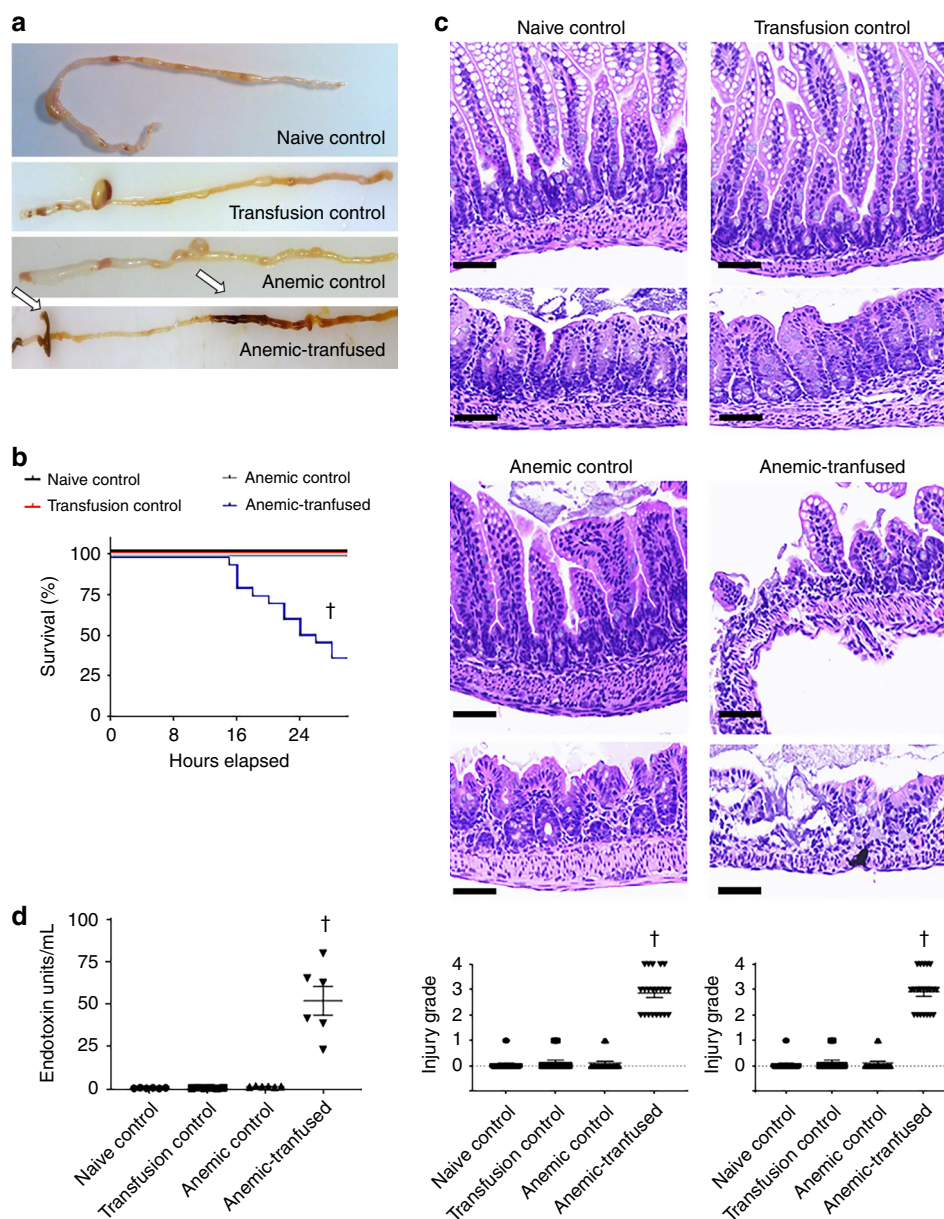 a
Naive control
Transfusion control
Anemic control
Anemic-tranfused
b
Naive control
Anemic control
Transfusion control
Anemic-tranfused
Survival (%)
100
75
50
25
0
0 8 16 24
Hours elapsed
†
c
Naive control
Transfusion control
Anemic control
Anemic-tranfused
d
Endotoxin units/mL
100
75
50
25
0
†
Naive control
Transfusion control
Anemic control
Anemic-tranfused
Injury grade
4
3
2
1
0
†
Naive control
Transfusion control
Anemic control
Anemic-tranfused
Injury grade
4
3
2
1
0
†
Naive control
Transfusion control
Anemic control
Anemic-tranfused